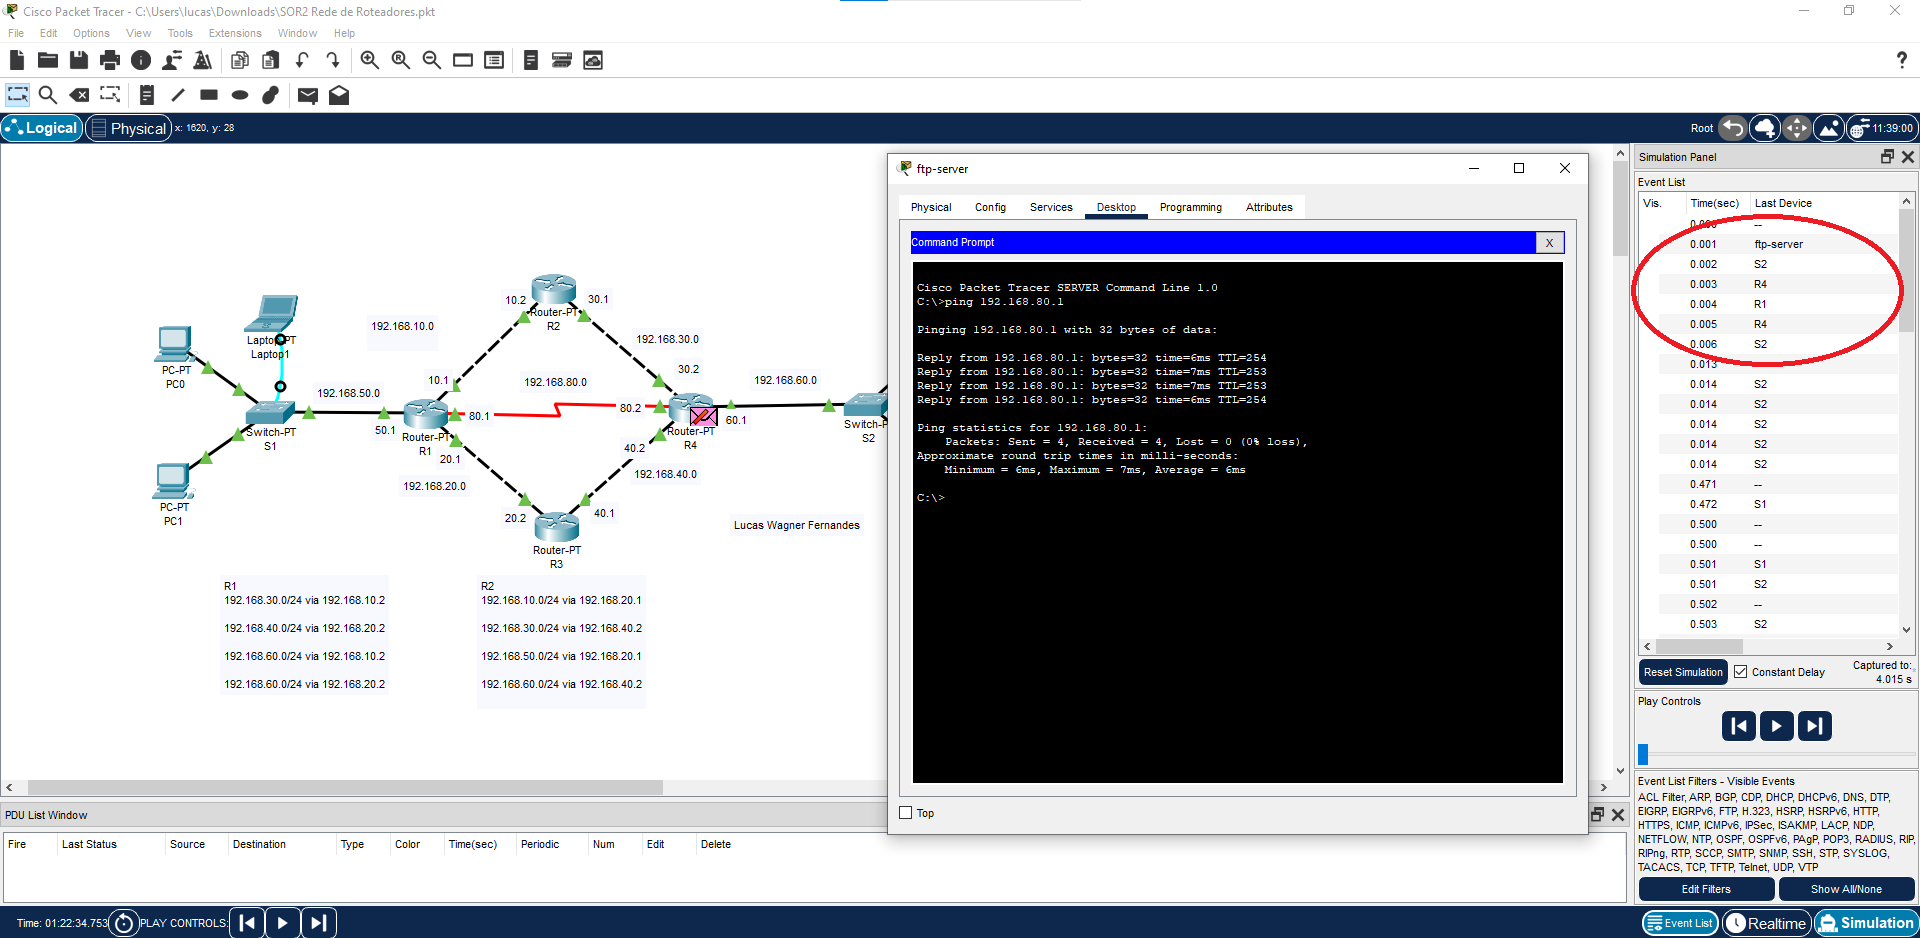 Cisco Packet Tracer - C:\Users\lucas\Downloads\SOR2 Rede de Roteadores.pkt
File Edit Options View Tools Extensions Window Help
?
Logical Physical x: 1620, y: 28 Root 11:39:00
192.168.10.0
Laptop-PT
Laptop1
PC-PT
PC0
192.168.50.0
Switch-PT
S1
50.1
PC-PT
PC1
10.2
30.1
Router-PT
R2
192.168.30.0
30.2
10.1
192.168.80.0
192.168.60.0
80.1
80.2
60.1
Router-PT
R1
Router-PT
R4
Switch-P
S2
20.1
40.2
192.168.20.0
192.168.40.0
20.2
40.1
Router-PT
R3
Lucas Wagner Fernandes
R1
192.168.30.0/24 via 192.168.10.2
192.168.40.0/24 via 192.168.20.2
192.168.60.0/24 via 192.168.10.2
192.168.60.0/24 via 192.168.20.2
R2
192.168.10.0/24 via 192.168.20.1
192.168.30.0/24 via 192.168.40.2
192.168.50.0/24 via 192.168.20.1
192.168.60.0/24 via 192.168.40.2
ftp-server
Physical Config Services Desktop Programming Attributes
Command Prompt X
Cisco Packet Tracer SERVER Command Line 1.0
C:\>ping 192.168.80.1
Pinging 192.168.80.1 with 32 bytes of data:
Reply from 192.168.80.1: bytes=32 time=6ms TTL=254
Reply from 192.168.80.1: bytes=32 time=7ms TTL=253
Reply from 192.168.80.1: bytes=32 time=7ms TTL=253
Reply from 192.168.80.1: bytes=32 time=6ms TTL=254
Ping statistics for 192.168.80.1:
Packets: Sent = 4, Received = 4, Lost = 0 (0% loss),
Approximate round trip times in milli-seconds:
Minimum = 6ms, Maximum = 7ms, Average = 6ms
C:\>
Top
Simulation Panel
Event List
Vis. Time(sec) Last Device
0.000 --
0.001 ftp-server
0.002 S2
0.003 R4
0.004 R1
0.005 R4
0.006 S2
0.013 --
0.014 S2
0.014 S2
0.014 S2
0.014 S2
0.014 S2
0.471 --
0.472 S1
0.500 --
0.500 --
0.501 S1
0.501 S2
0.502 --
0.503 S2
Reset Simulation Constant Delay Captured to:
4.015 s
Play Controls
Event List Filters - Visible Events
ACL Filter, ARP, BGP, CDP, DHCP, DHCPv6, DNS, DTP,
EIGRP, EIGRPv6, FTP, H.323, HSRP, HSRPv6, HTTP,
HTTPS, ICMP, ICMPv6, IPSec, ISAKMP, LACP, NDP,
NETFLOW, NTP, OSPF, OSPFv6, PAgP, POP3, RADIUS, RIP,
RIPng, RTP, SCCP, SMTP, SNMP, SSH, STP, SYSLOG,
TACACS, TCP, TFTP, Telnet, UDP, VTP
Edit Filters Show All/None
PDU List Window
Fire Last Status Source Destination Type Color Time(sec) Periodic Num Edit Delete
Time: 01:22:34.753 PLAY CONTROLS: Event List Realtime Simulation